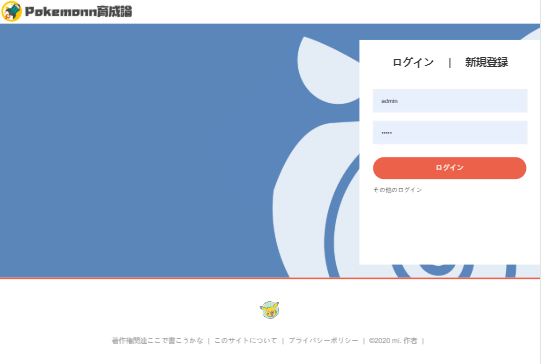 Pokemonn育成論
ログイン ｜ 新規登録
admin
•••••
ログイン
その他のログイン
著作権関連ここで書こうかな ｜ このサイトについて ｜ プライバシーポリシー ｜ ©2020 mi. 作者 ｜